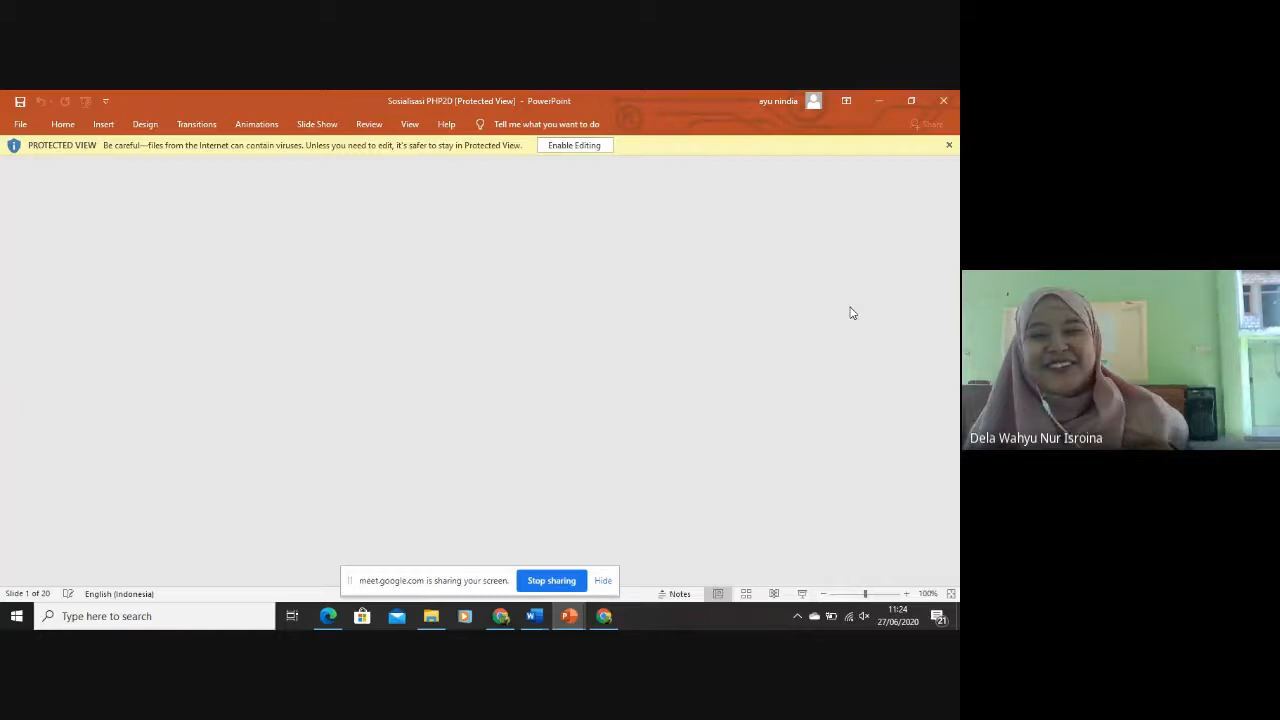 Sosialisasi PHP2D [Protected View] - PowerPoint
ayu nindia
File Home Insert Design Transitions Animations Slide Show Review View Help Tell me what you want to do Share
PROTECTED VIEW Be careful—files from the Internet can contain viruses. Unless you need to edit, it's safer to stay in Protected View. Enable Editing
Dela Wahyu Nur Isroina
meet.google.com is sharing your screen. Stop sharing Hide
Slide 1 of 20 English (Indonesia) Notes 100%
Type here to search
11:24
27/06/2020
21